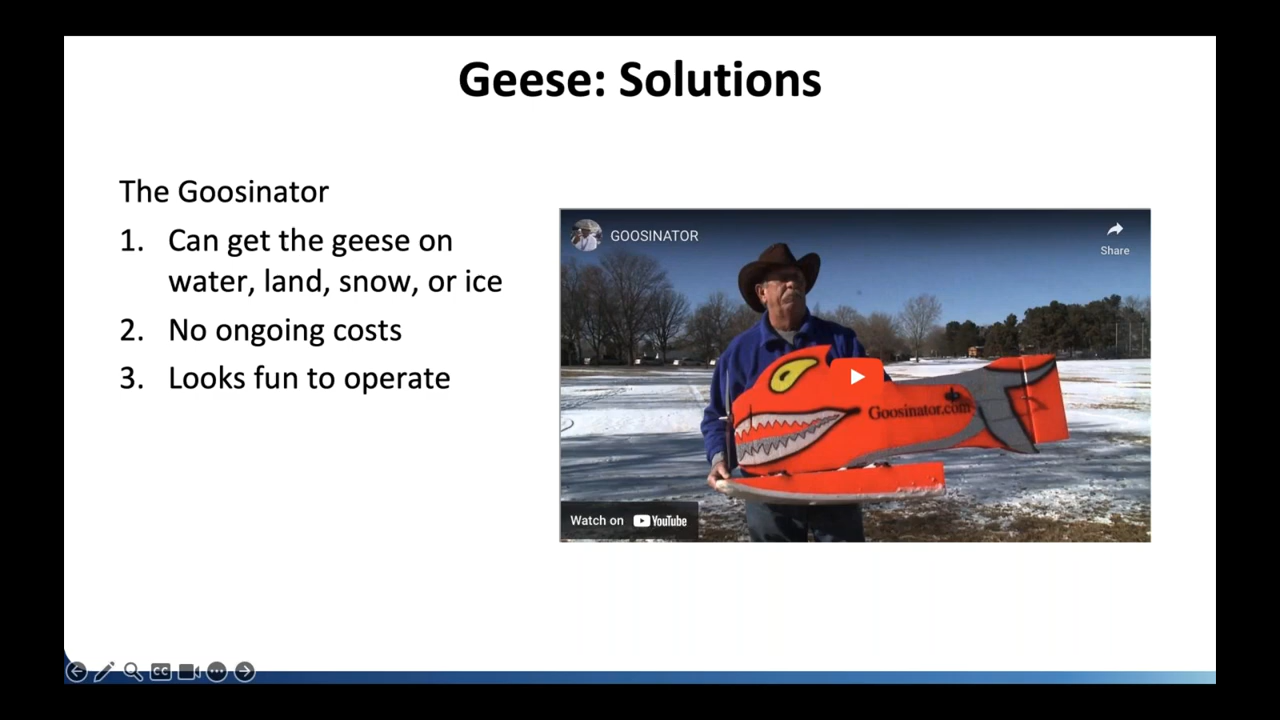 Geese: Solutions
The Goosinator
1. Can get the geese on
water, land, snow, or ice
2. No ongoing costs
3. Looks fun to operate
GOOSINATOR
Share
Goosinator.com
Watch on YouTube
CC